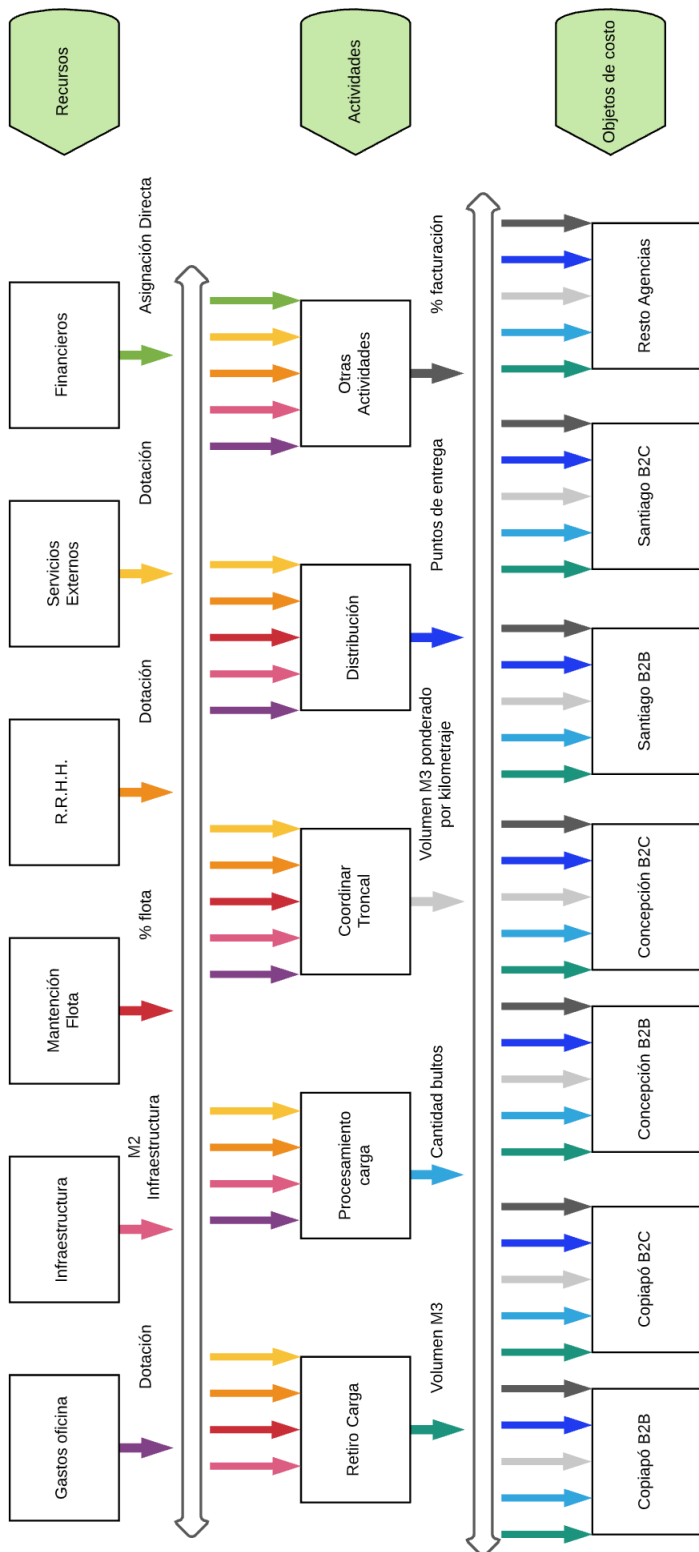 Recursos
Financieros
Servicios
Externos
R.R.H.H.
Mantención
Flota
Infraestructura
Gastos oficina
Asignación Directa
Dotación
Dotación
% flota
M2
Infraestructura
Dotación
Actividades
Otras
Actividades
Distribución
Coordinar
Troncal
Procesamiento
carga
Retiro Carga
% facturación
Puntos de entrega
Volumen M3 ponderado
por kilometraje
Cantidad bultos
Volumen M3
Objetos de costo
Resto Agencias
Santiago B2C
Santiago B2B
Concepción B2C
Concepción B2B
Copiapó B2C
Copiapó B2B